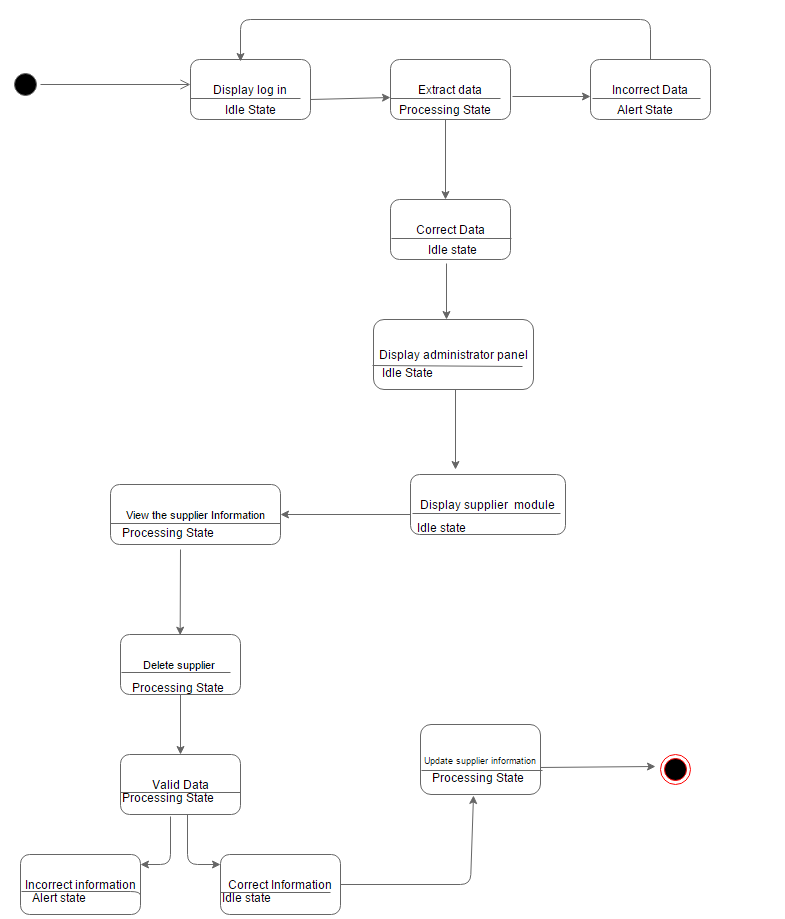 Display log in
Idle State
Extract data
Processing State
Incorrect Data
Alert State
Correct Data
Idle state
Display administrator panel
Idle State
Display supplier module
Idle state
View the supplier Information
Processing State
Delete supplier
Processing State
Valid Data
Processing State
Update supplier information
Processing State
Incorrect information
Alert state
Correct Information
Idle state